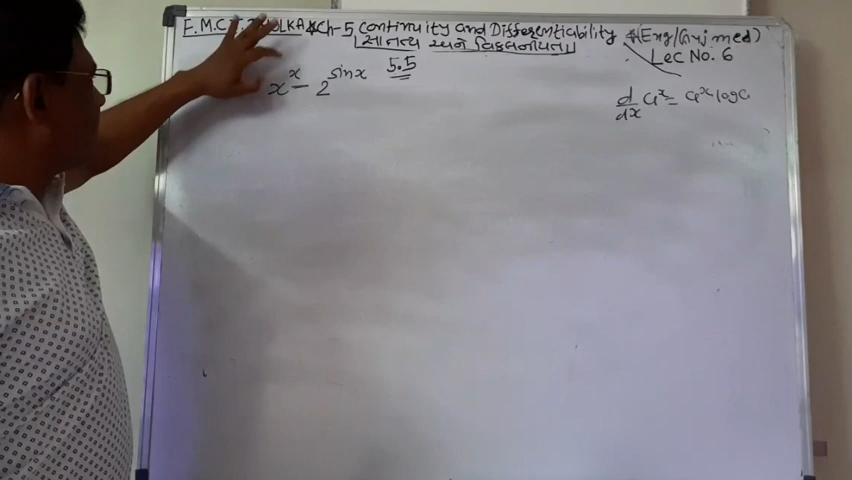 F.M.C. DHOLKA * Ch-5 Continuity and Differentiability * (Eng/Guj med)
સાતત્ય અને વિકલનીયતા
Lec No. 6
5.5
x^x - 2^sinx
d/dx a^x = a^x log a